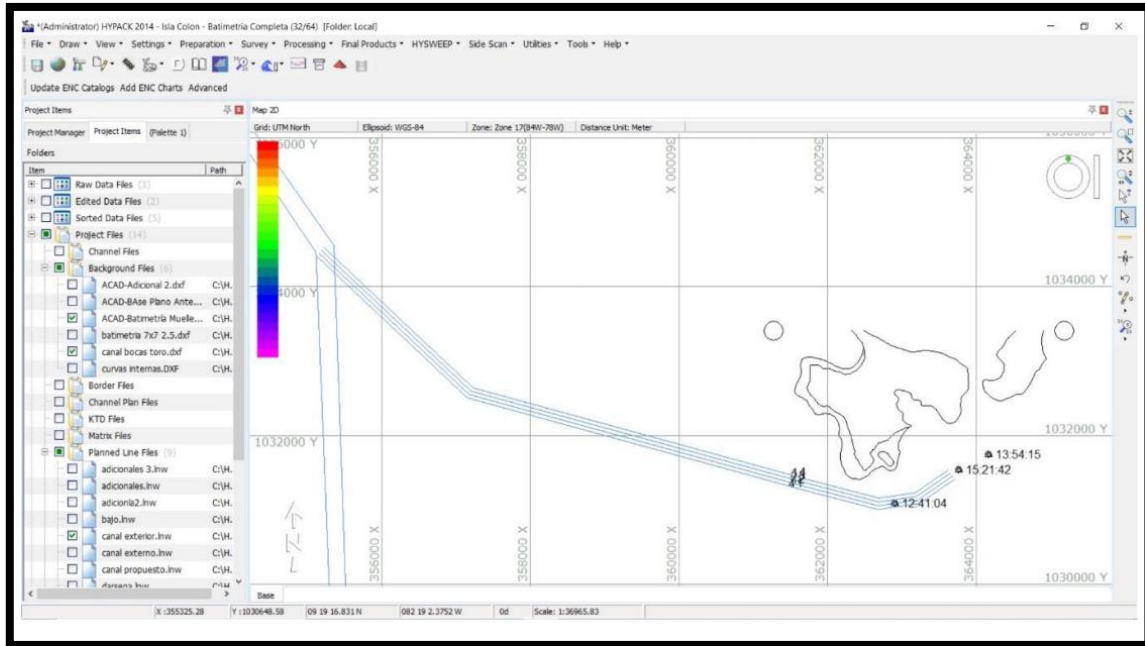 *(Administrator) HYPACK 2014 - Isla Colon - Batimetria Completa (32/64) [Folder: Local]
File Draw View Settings Preparation Survey Processing Final Products HYSWEEP Side Scan Utilities Tools Help
Update ENC Catalogs Add ENC Charts Advanced
Project Items
Project Manager Project Items (Palette 1)
Folders
Item Path
Raw Data Files (3)
Edited Data Files (2)
Sorted Data Files (5)
Project Files (14)
Channel Files
Background Files (6)
ACAD-Adicional 2.dxf C:\H.
ACAD-BAse Plano Ante... C:\H.
ACAD-Batimetria Muelle... C:\H.
batimetria 7x7 2.5.dxf C:\H.
canal bocas toro.dxf C:\H.
curvas internas.DXF C:\H.
Border Files
Channel Plan Files
KTD Files
Matrix Files
Planned Line Files (9)
adicionales 3.lnw C:\H.
adicionales.lnw C:\H.
adicionla2.lnw C:\H.
bajo.lnw C:\H.
canal exterior.lnw C:\H.
canal externo.lnw C:\H.
canal propuesto.lnw C:\H.
darsena.lnw C:\H.
Map 2D
Grid: UTM North Ellipsoid: WGS-84 Zone: Zone 17(84W-78W) Distance Unit: Meter
356000 X
358000 X
360000 X
362000 X
364000 X
1034000 Y
1032000 Y
1032000 Y
13:54:15
15:21:42
12:41:04
N
356000 X
358000 X
360000 X
362000 X
364000 X
1030000 Y
Base
X :355325.28 Y :1030648.58 09 19 16.831 N 082 19 2.3752 W 0d Scale: 1:36965.83